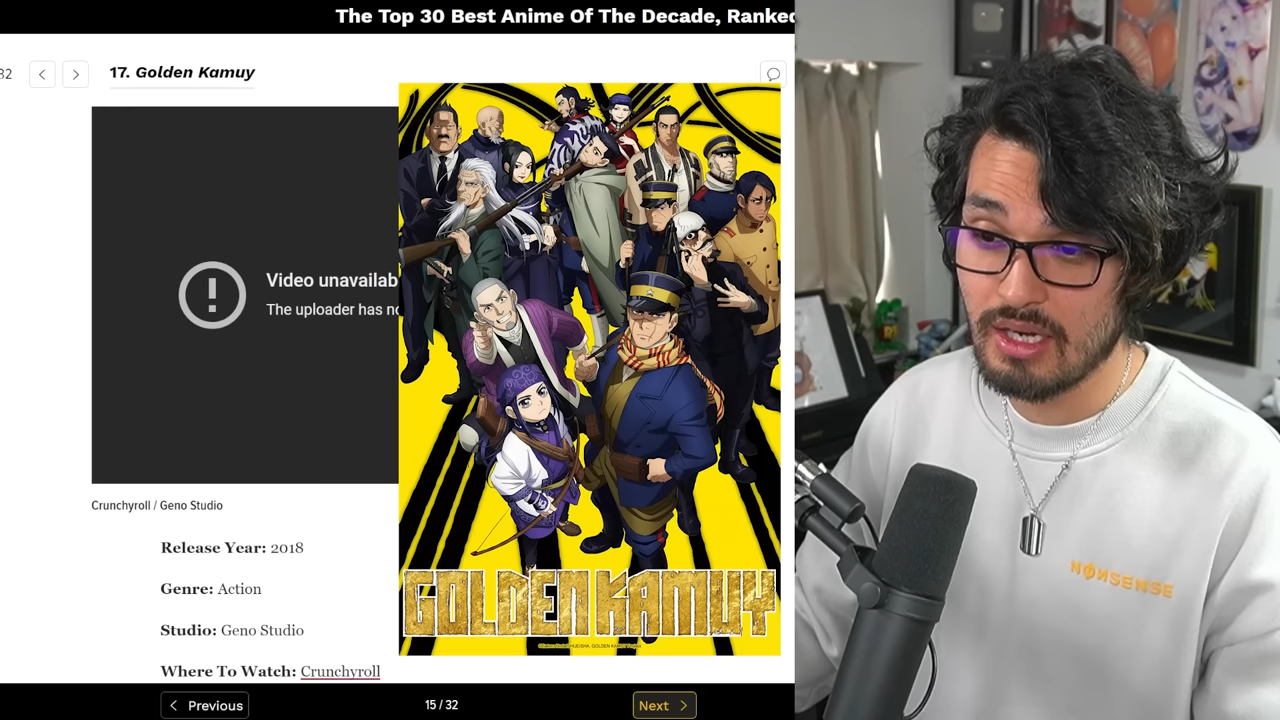 The Top 30 Best Anime Of The Decade, Ranked
32
17. Golden Kamuy
Video unavailab
The uploader has no
GOLDEN KAMUY
Crunchyroll / Geno Studio
Release Year: 2018
Genre: Action
Studio: Geno Studio
Where To Watch: Crunchyroll
Previous
15 / 32
Next
NØNSENSE